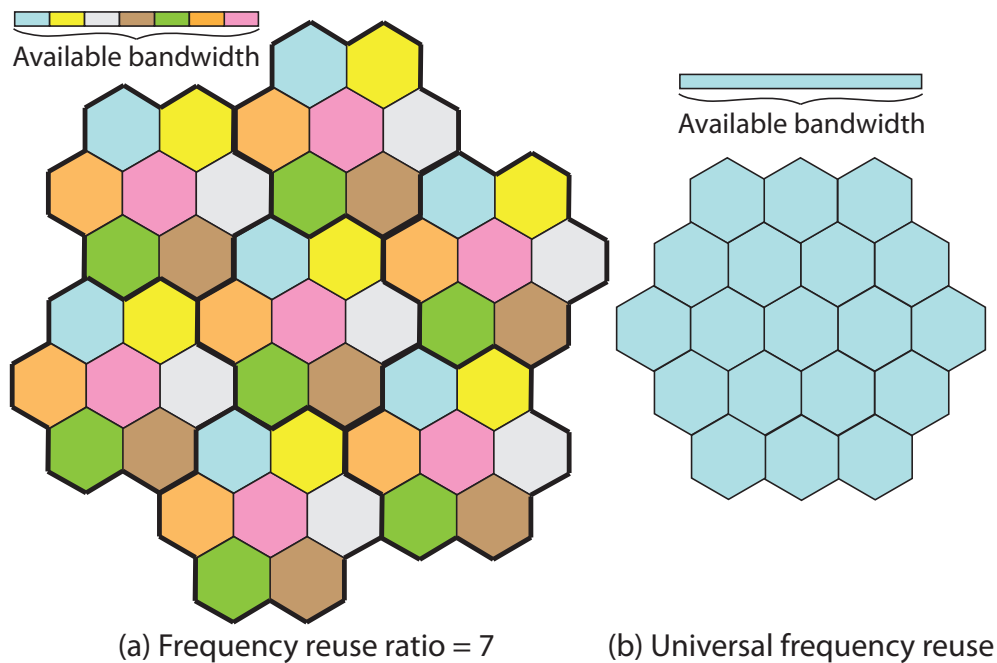 Available bandwidth
Available bandwidth
(a) Frequency reuse ratio = 7
(b) Universal frequency reuse